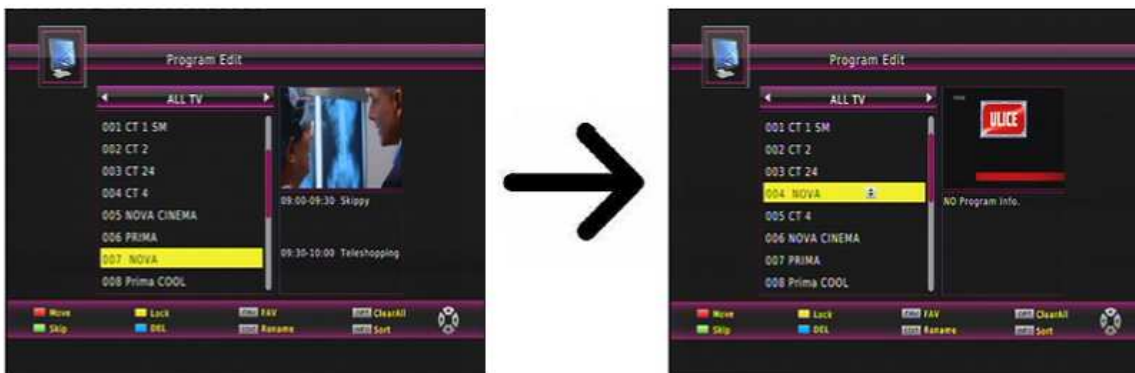 Program Edit
ALL TV
001 CT 1 SM
002 CT 2
003 CT 24
004 CT 4
005 NOVA CINEMA
006 PRIMA
007 NOVA
008 Prima COOL
09:00-09:30 Skippy
09:30-10:00 Teleshopping
Move Lock FAV ClearAll
Skip DEL Rename Sort
Program Edit
ALL TV
001 CT 1 SM
002 CT 2
003 CT 24
004 NOVA
005 CT 4
006 NOVA CINEMA
007 PRIMA
008 Prima COOL
ULICE
NO Program Info.
Move Lock FAV ClearAll
Skip DEL Rename Sort